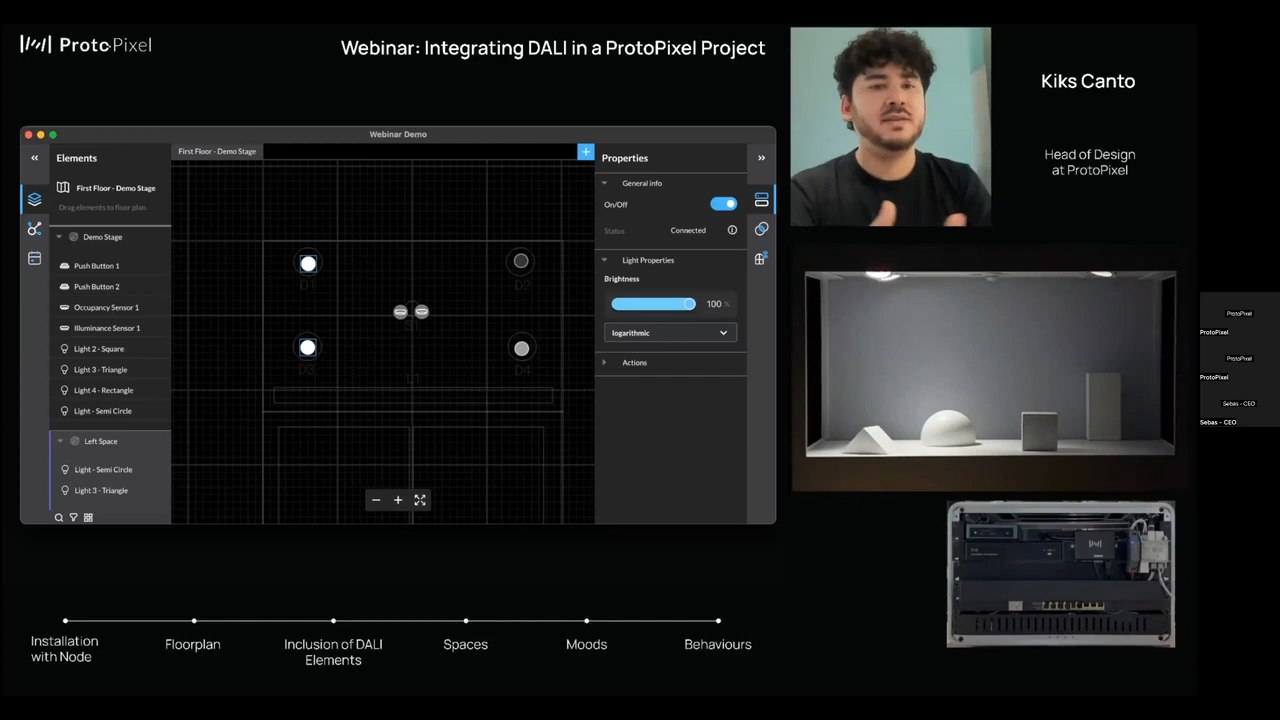 ProtoPixel
Webinar: Integrating DALI in a ProtoPixel Project
Kiks Canto
Head of Design
at ProtoPixel
Webinar Demo
Elements
First Floor - Demo Stage
Drag elements to floor plan.
Demo Stage
Push Button 1
Push Button 2
Occupancy Sensor 1
Illuminance Sensor 1
Light 2 - Square
Light 3 - Triangle
Light 4 - Rectangle
Light - Semi Circle
Left Space
Light - Semi Circle
Light 3 - Triangle
First Floor - Demo Stage
D1
D2
D3
D4
Properties
General info
On/Off
Status
Connected
Light Properties
Brightness
100 %
logarithmic
Actions
ProtoPixel
ProtoPixel
ProtoPixel
ProtoPixel
Sebas - CEO
Sebas - CEO
Installation
with Node
Floorplan
Inclusion of DALI
Elements
Spaces
Moods
Behaviours